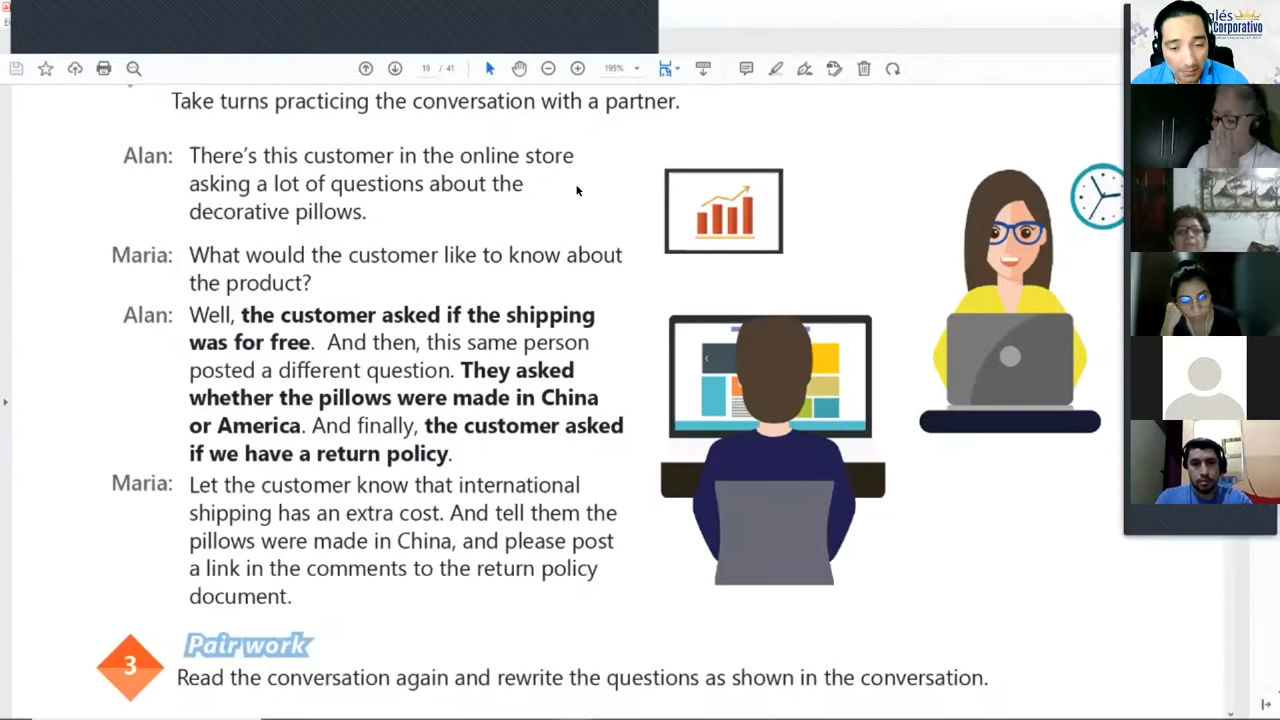 glés
Corporativo
19 / 41
195%
Take turns practicing the conversation with a partner.
Alan: There's this customer in the online store
asking a lot of questions about the
decorative pillows.
Maria: What would the customer like to know about
the product?
Alan: Well, the customer asked if the shipping
was for free. And then, this same person
posted a different question. They asked
whether the pillows were made in China
or America. And finally, the customer asked
if we have a return policy.
Maria: Let the customer know that international
shipping has an extra cost. And tell them the
pillows were made in China, and please post
a link in the comments to the return policy
document.
Pair work
3
Read the conversation again and rewrite the questions as shown in the conversation.